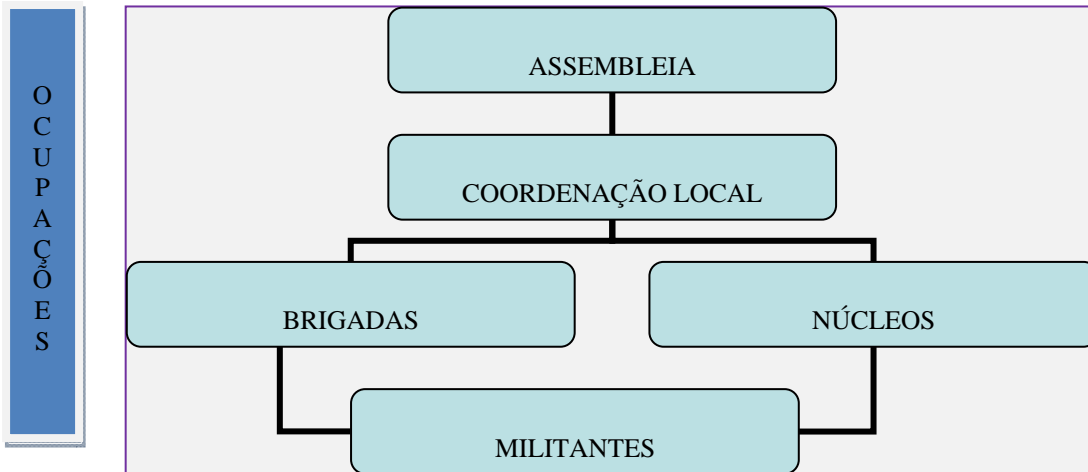 OCUPAÇÕES
ASSEMBLEIA
COORDENAÇÃO LOCAL
BRIGADAS
NÚCLEOS
MILITANTES